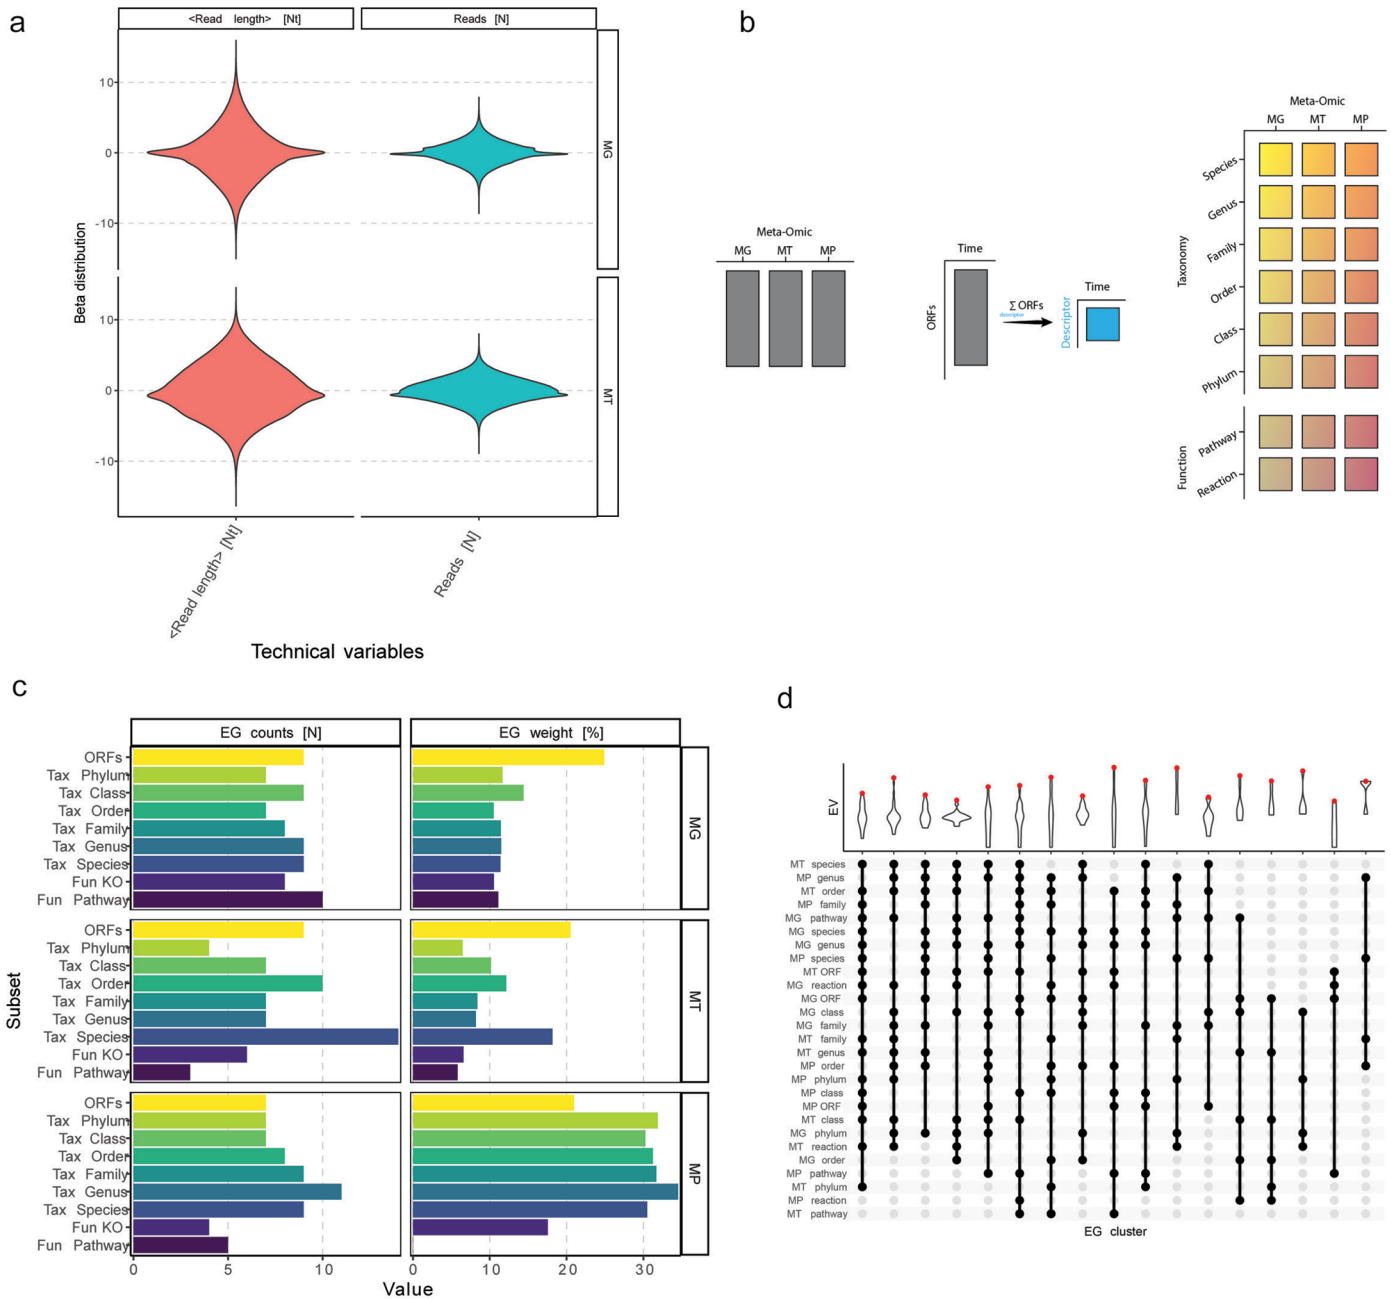 a
<Read length> [Nt]
Reads [N]
10
0
-10
MG
10
0
-10
MT
Beta distribution
<Read length> [Nt]
Reads [N]
Technical variables
b
Meta-Omic
MG MT MP
Time
ORFs
Σ ORFs
descriptor
Time
Descriptor
Meta-Omic
MG MT MP
Taxonomy
Species
Genus
Family
Order
Class
Phylum
Function
Pathway
Reaction
c
EG counts [N]
EG weight [%]
Subset
ORFs
Tax Phylum
Tax Class
Tax Order
Tax Family
Tax Genus
Tax Species
Fun KO
Fun Pathway
MG
ORFs
Tax Phylum
Tax Class
Tax Order
Tax Family
Tax Genus
Tax Species
Fun KO
Fun Pathway
MT
ORFs
Tax Phylum
Tax Class
Tax Order
Tax Family
Tax Genus
Tax Species
Fun KO
Fun Pathway
MP
0 5 10
0 10 20 30
Value
d
EV
MT species
MP genus
MT order
MP family
MG pathway
MG species
MG genus
MP species
MT ORF
MG reaction
MG ORF
MG class
MG family
MT family
MT genus
MP order
MP phylum
MP class
MP ORF
MT class
MG phylum
MT reaction
MG order
MP pathway
MT phylum
MP reaction
MT pathway
EG cluster